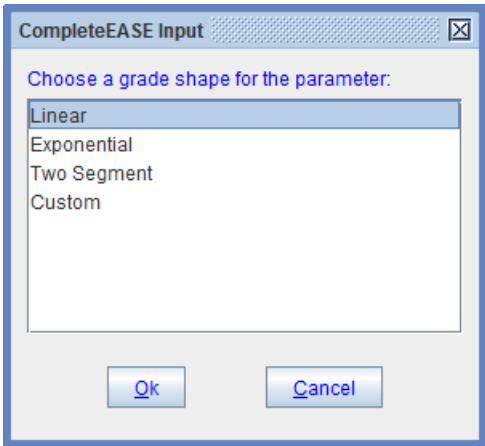 CompleteEASE Input
Choose a grade shape for the parameter:
Linear
Exponential
Two Segment
Custom
Ok
Cancel